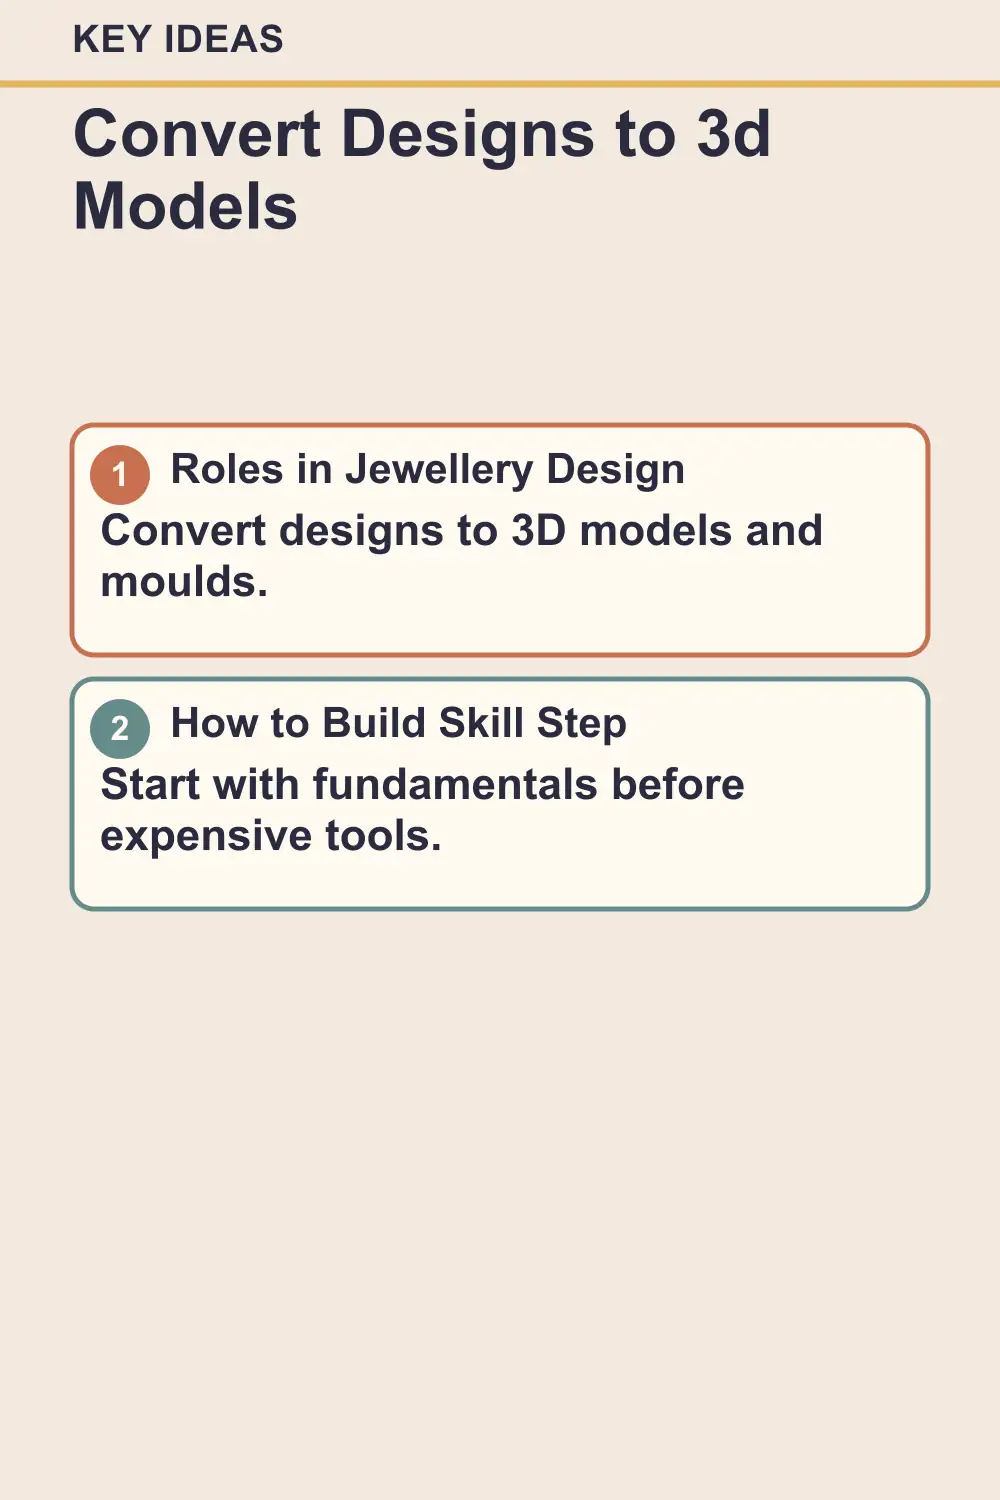 KEY IDEAS
Convert Designs to 3d
Models
1 Roles in Jewellery Design
Convert designs to 3D models and
moulds.
2 How to Build Skill Step
Start with fundamentals before
expensive tools.